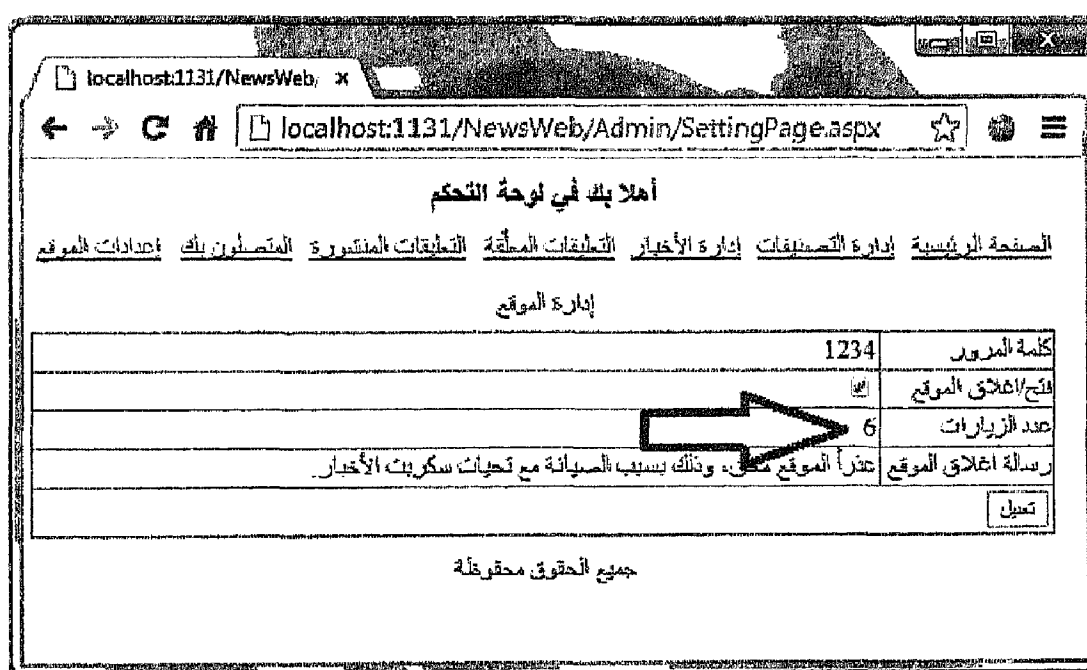 localhost:1131/NewsWeb/
localhost:1131/NewsWeb/Admin/SettingPage.aspx
أهلا بك في لوحة التحكم
الصفحة الرئيسية إدارة التصنيفات إدارة الأخبار التعليقات المعلّقة التعليقات المنشورة المتصلون بك اعدادات الموقع
إدارة الموقع
كلمة المرور 1234
فتح/اغلاق الموقع
عدد الزيارات 6
رسالة اغلاق الموقع عذراً الموقع مغلق، وذلك بسبب الصيانة مع تحيات سكربت الأخبار.
تعديل
جميع الحقوق محفوظة